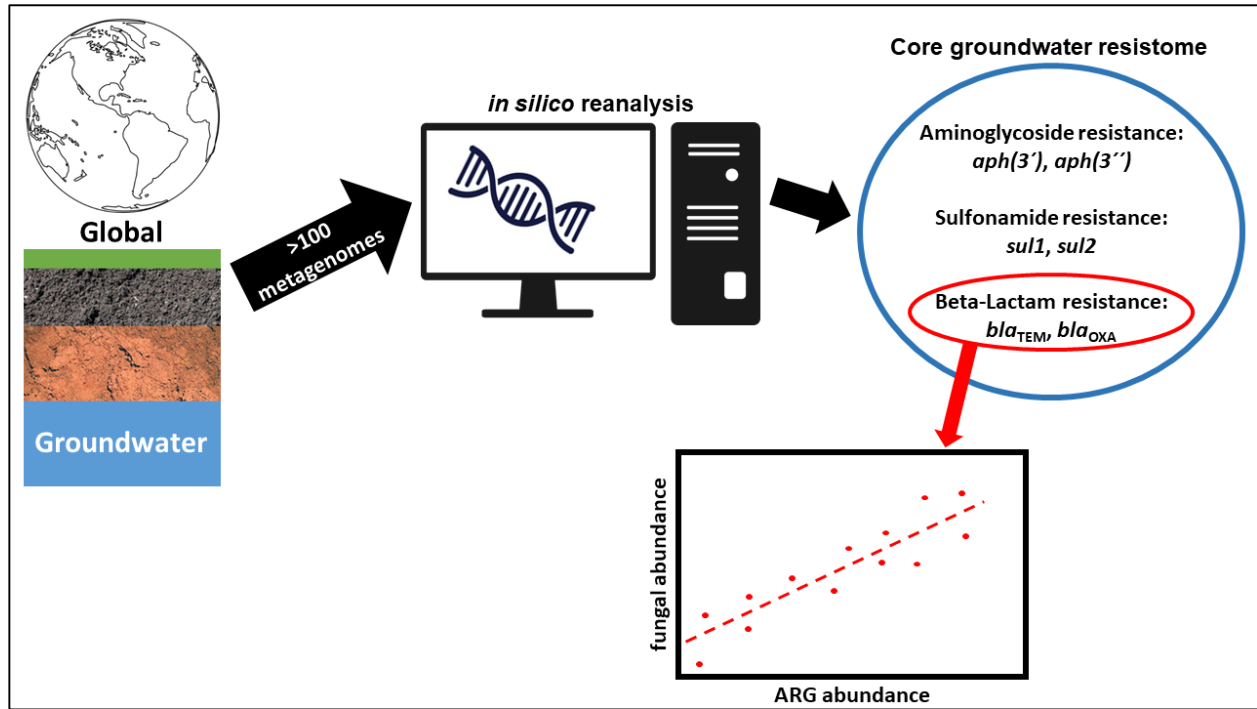 Global
Groundwater
>100
metagenomes
in silico reanalysis
Core groundwater resistome
Aminoglycoside resistance:
aph(3´), aph(3´´)
Sulfonamide resistance:
sul1, sul2
Beta-Lactam resistance:
blaTEM, blaOXA
fungal abundance
ARG abundance